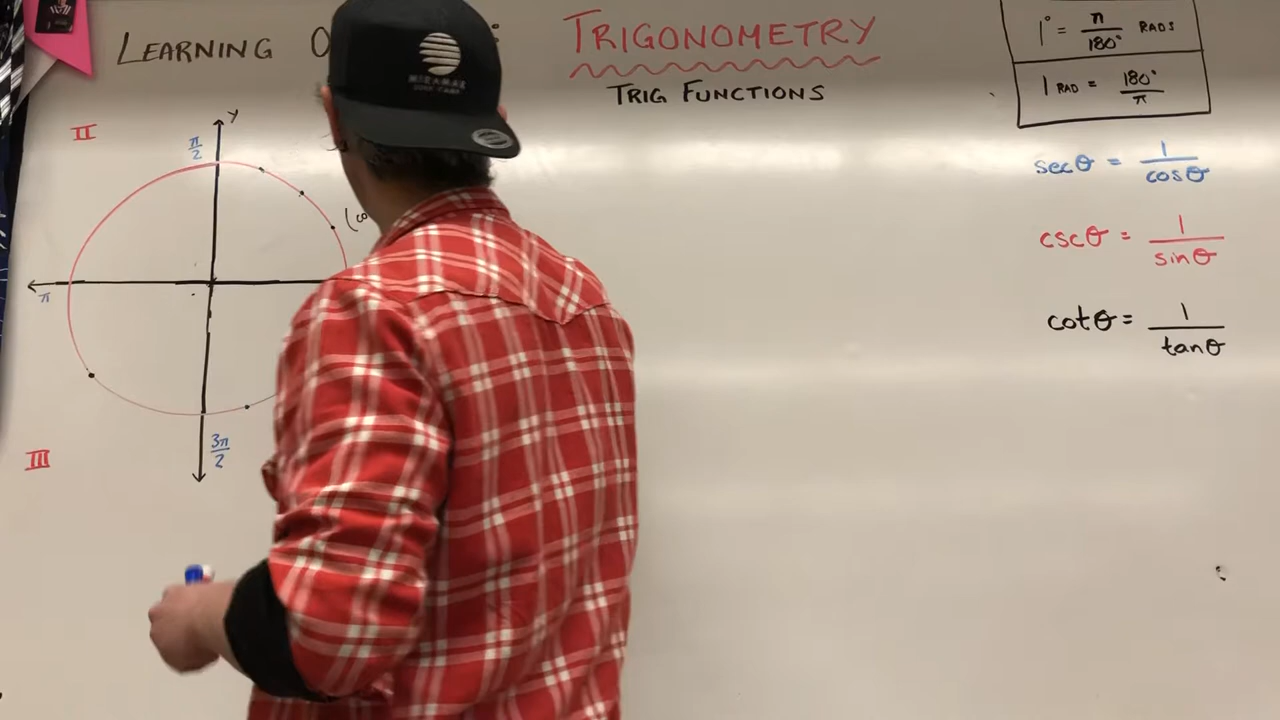 LEARNING
TRIGONOMETRY
TRIG FUNCTIONS
1° = π/180° RADS
1 RAD = 180°/π
II
π/2
y
(co
π
3π/2
III
secθ = 1/cosθ
cscθ = 1/sinθ
cotθ = 1/tanθ
MIRAMAR